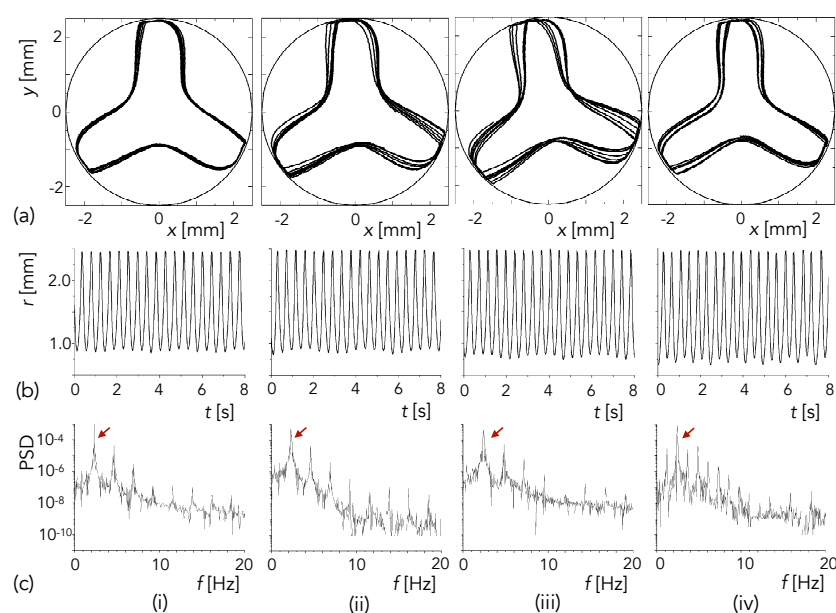 2
0
-2
y [mm]
(a)
-2 0 2 -2 0 2 -2 0 2 -2 0 2
x [mm] x [mm] x [mm] x [mm]
2.0
1.0
r [mm]
(b)
0 2 4 6 8 0 2 4 6 8 0 2 4 6 8 0 2 4 6 8
t [s] t [s] t [s] t [s]
10-4
10-6
10-8
10-10
PSD
(c)
0 10 20 0 10 20 0 10 20 0 10 20
f [Hz] f [Hz] f [Hz] f [Hz]
(i) (ii) (iii) (iv)